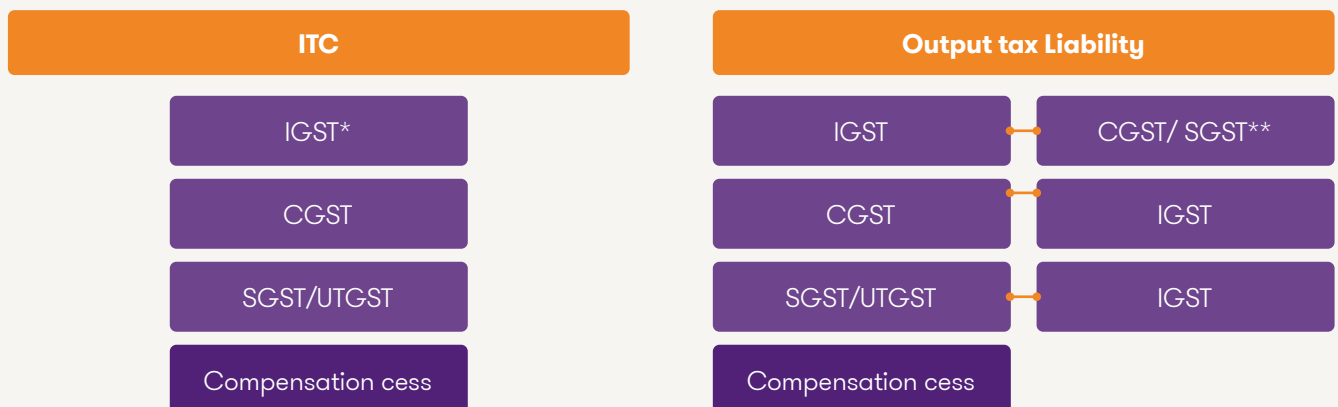 ITC
Output tax Liability
IGST*
IGST
CGST/ SGST**
CGST
CGST
IGST
SGST/UTGST
SGST/UTGST
IGST
Compensation cess
Compensation cess